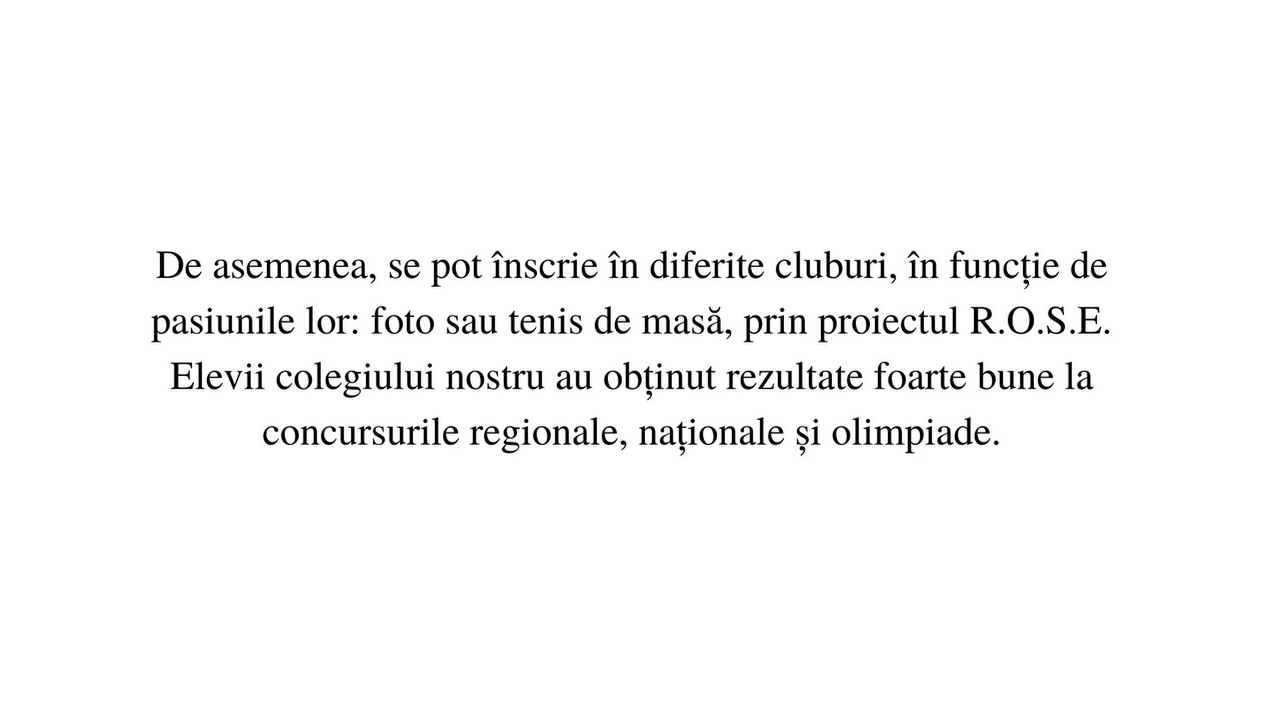 De asemenea, se pot înscrie în diferite cluburi, în funcție de
pasiunile lor: foto sau tenis de masă, prin proiectul R.O.S.E.
Elevii colegiului nostru au obținut rezultate foarte bune la
concursurile regionale, naționale și olimpiade.